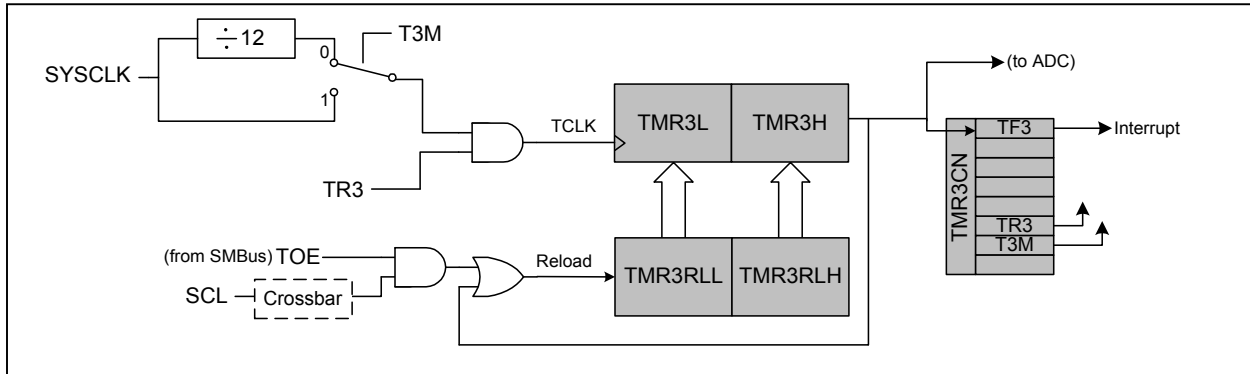 ÷ 12
T3M
0
SYSCLK
1
(to ADC)
TCLK
TMR3L
TMR3H
TF3
Interrupt
TR3
TMR3CN
TR3
T3M
(from SMBus) TOE
Reload
TMR3RLL
TMR3RLH
SCL
Crossbar